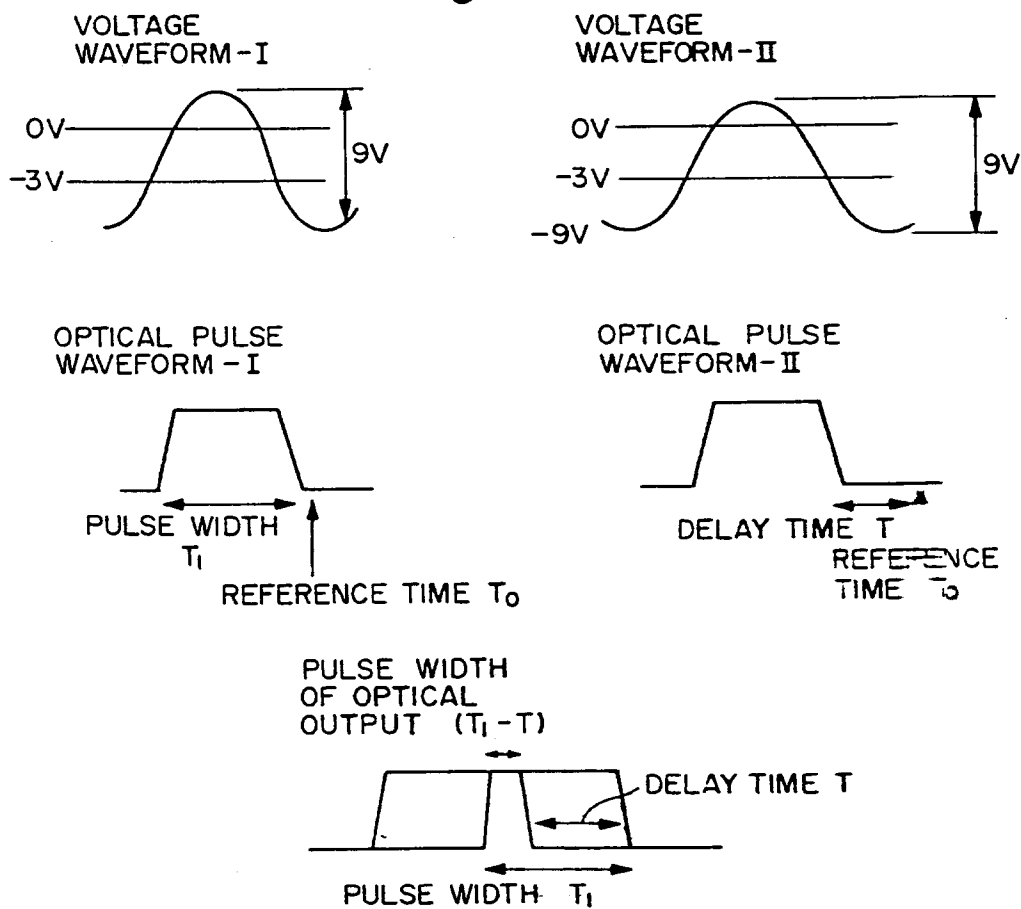 VOLTAGE
WAVEFORM-I
0V
-3V
9V
VOLTAGE
WAVEFORM-II
0V
-3V
-9V
9V
OPTICAL PULSE
WAVEFORM-I
PULSE WIDTH
T1
REFERENCE TIME T0
OPTICAL PULSE
WAVEFORM-II
DELAY TIME T
REFERENCE
TIME T0
PULSE WIDTH
OF OPTICAL
OUTPUT (T1-T)
DELAY TIME T
PULSE WIDTH T1